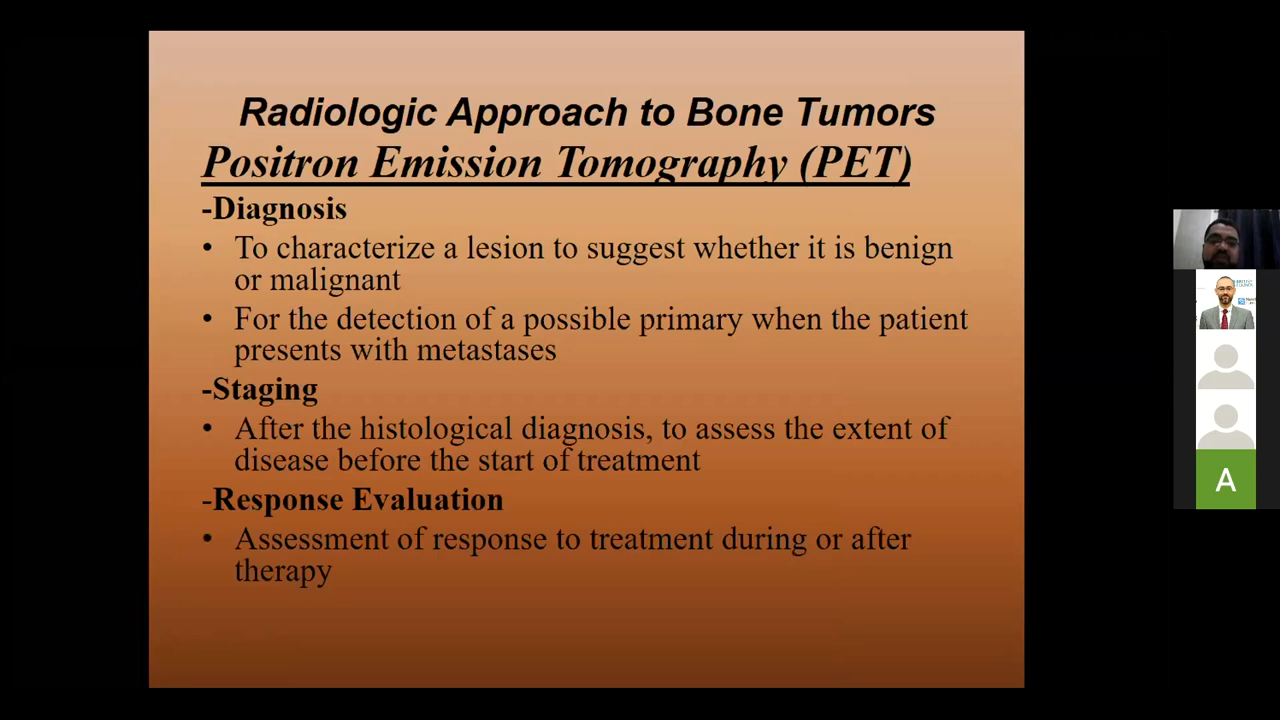 Radiologic Approach to Bone Tumors
Positron Emission Tomography (PET)
-Diagnosis
• To characterize a lesion to suggest whether it is benign
or malignant
• For the detection of a possible primary when the patient
presents with metastases
-Staging
• After the histological diagnosis, to assess the extent of
disease before the start of treatment
-Response Evaluation
• Assessment of response to treatment during or after
therapy
A